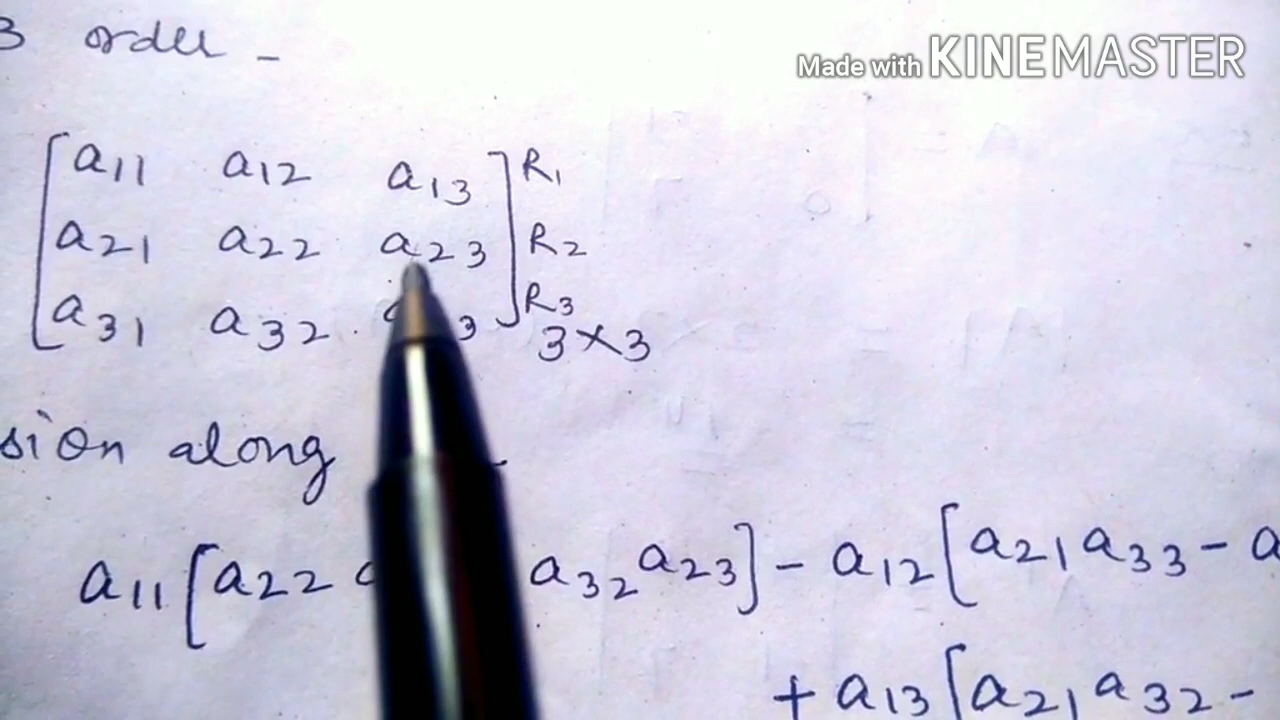 3 order -
Made with KINEMASTER
a11 a12 a13 R1
a21 a22 a23 R2
a31 a32 3 R3
3×3
sion along
a11[a22 a32a23] - a12[a21a33 - a
+ a13[a21a32 -